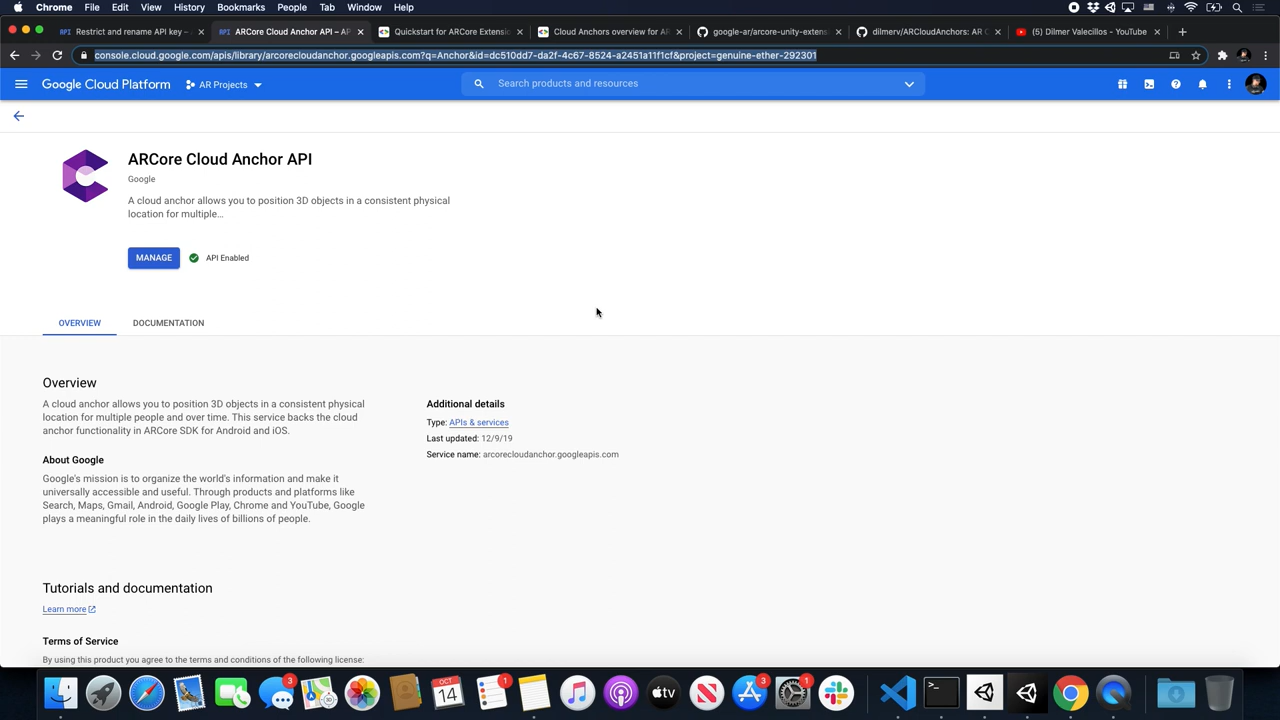 Chrome File Edit View History Bookmarks People Tab Window Help
Restrict and rename API key –
ARCore Cloud Anchor API – AP
Quickstart for ARCore Extensio
Cloud Anchors overview for AR
google-ar/arcore-unity-extens
dilmerv/ARCloudAnchors: AR C
(5) Dilmer Valecillos - YouTube
console.cloud.google.com/apis/library/arcorecloudanchor.googleapis.com?q=Anchor&id=dc510dd7-da2f-4c67-8524-a2451a11f1cf&project=genuine-ether-292301
Google Cloud Platform
AR Projects
Search products and resources
ARCore Cloud Anchor API
Google
A cloud anchor allows you to position 3D objects in a consistent physical
location for multiple…
MANAGE
API Enabled
OVERVIEW
DOCUMENTATION
Overview
A cloud anchor allows you to position 3D objects in a consistent physical
location for multiple people and over time. This service backs the cloud
anchor functionality in ARCore SDK for Android and iOS.
About Google
Google's mission is to organize the world's information and make it
universally accessible and useful. Through products and platforms like
Search, Maps, Gmail, Android, Google Play, Chrome and YouTube, Google
plays a meaningful role in the daily lives of billions of people.
Additional details
Type: APIs & services
Last updated: 12/9/19
Service name: arcorecloudanchor.googleapis.com
Tutorials and documentation
Learn more
Terms of Service
By using this product you agree to the terms and conditions of the following license:
3
OCT
14
1
tv
3
1